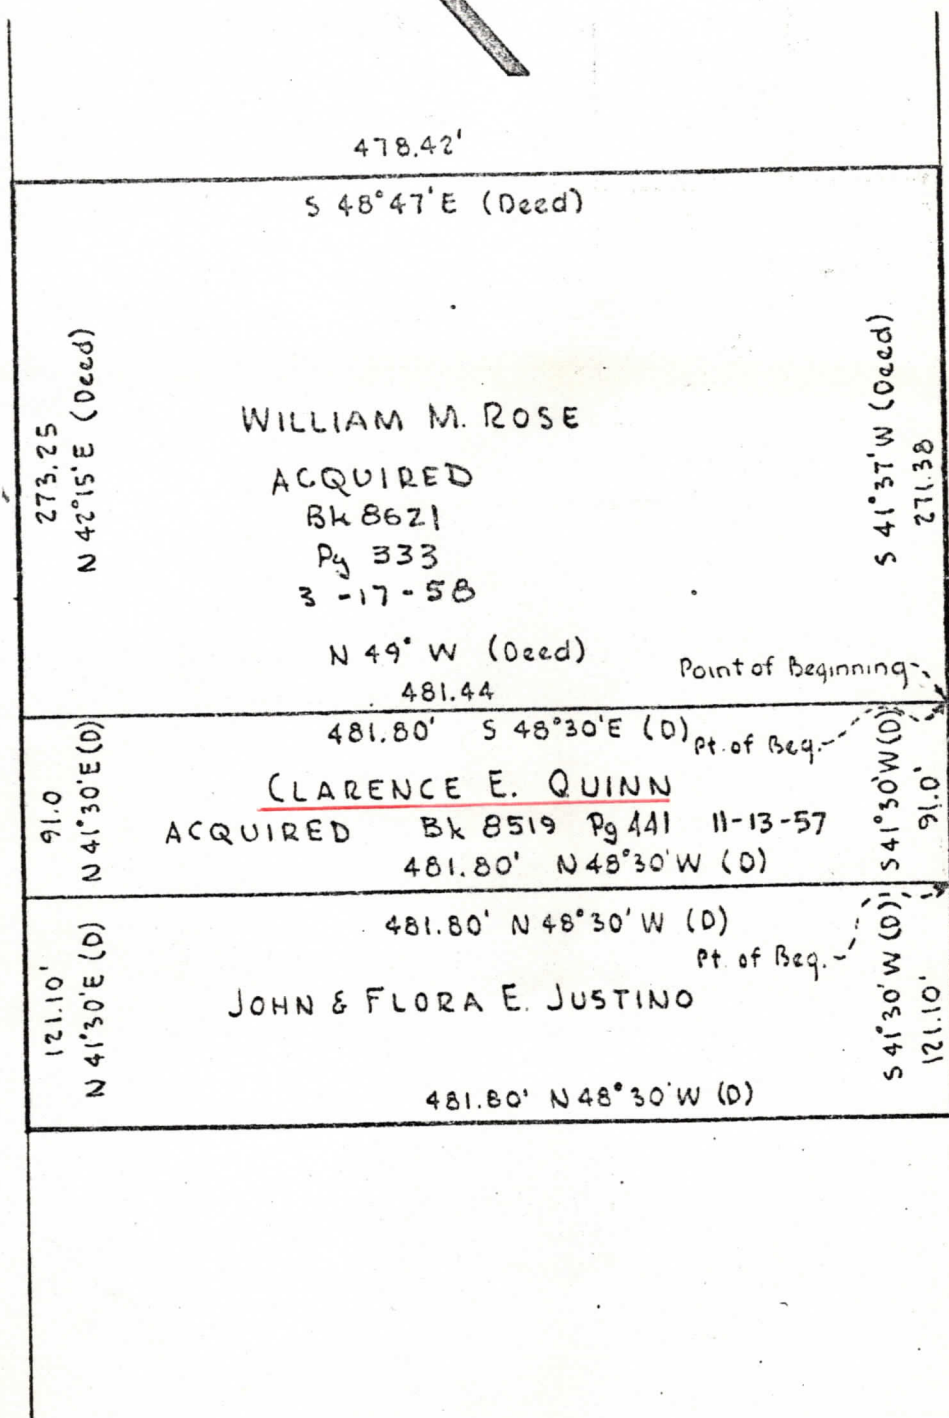 478.42'
S 48°47'E (Deed)
273.25
N 42°15'E (Deed)
WILLIAM M. ROSE
ACQUIRED
Bk 8621
Pg 333
3-17-58
S 41°37'W (Deed)
271.38
N 49° W (Deed)
481.44
Point of Beginning
481.80' S 48°30'E (D)
Pt. of Beg.
91.0
N 41°30'E (D)
CLARENCE E. QUINN
ACQUIRED Bk 8519 Pg 441 11-13-57
481.80' N 48°30'W (D)
S 41°30'W (D)
91.0'
481.80' N 48°30'W (D)
Pt. of Beg.
121.10'
N 41°30'E (D)
JOHN & FLORA E. JUSTINO
S 41°30'W (D)
121.10'
481.80' N 48°30'W (D)